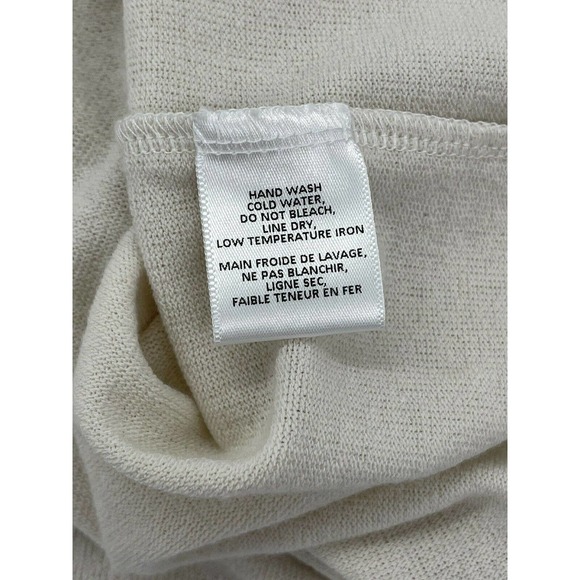 HAND WASH
COLD WATER,
DO NOT BLEACH,
LINE DRY,
LOW TEMPERATURE IRON
MAIN FROIDE DE LAVAGE,
NE PAS BLANCHIR,
LIGNE SEC,
FAIBLE TENEUR EN FER